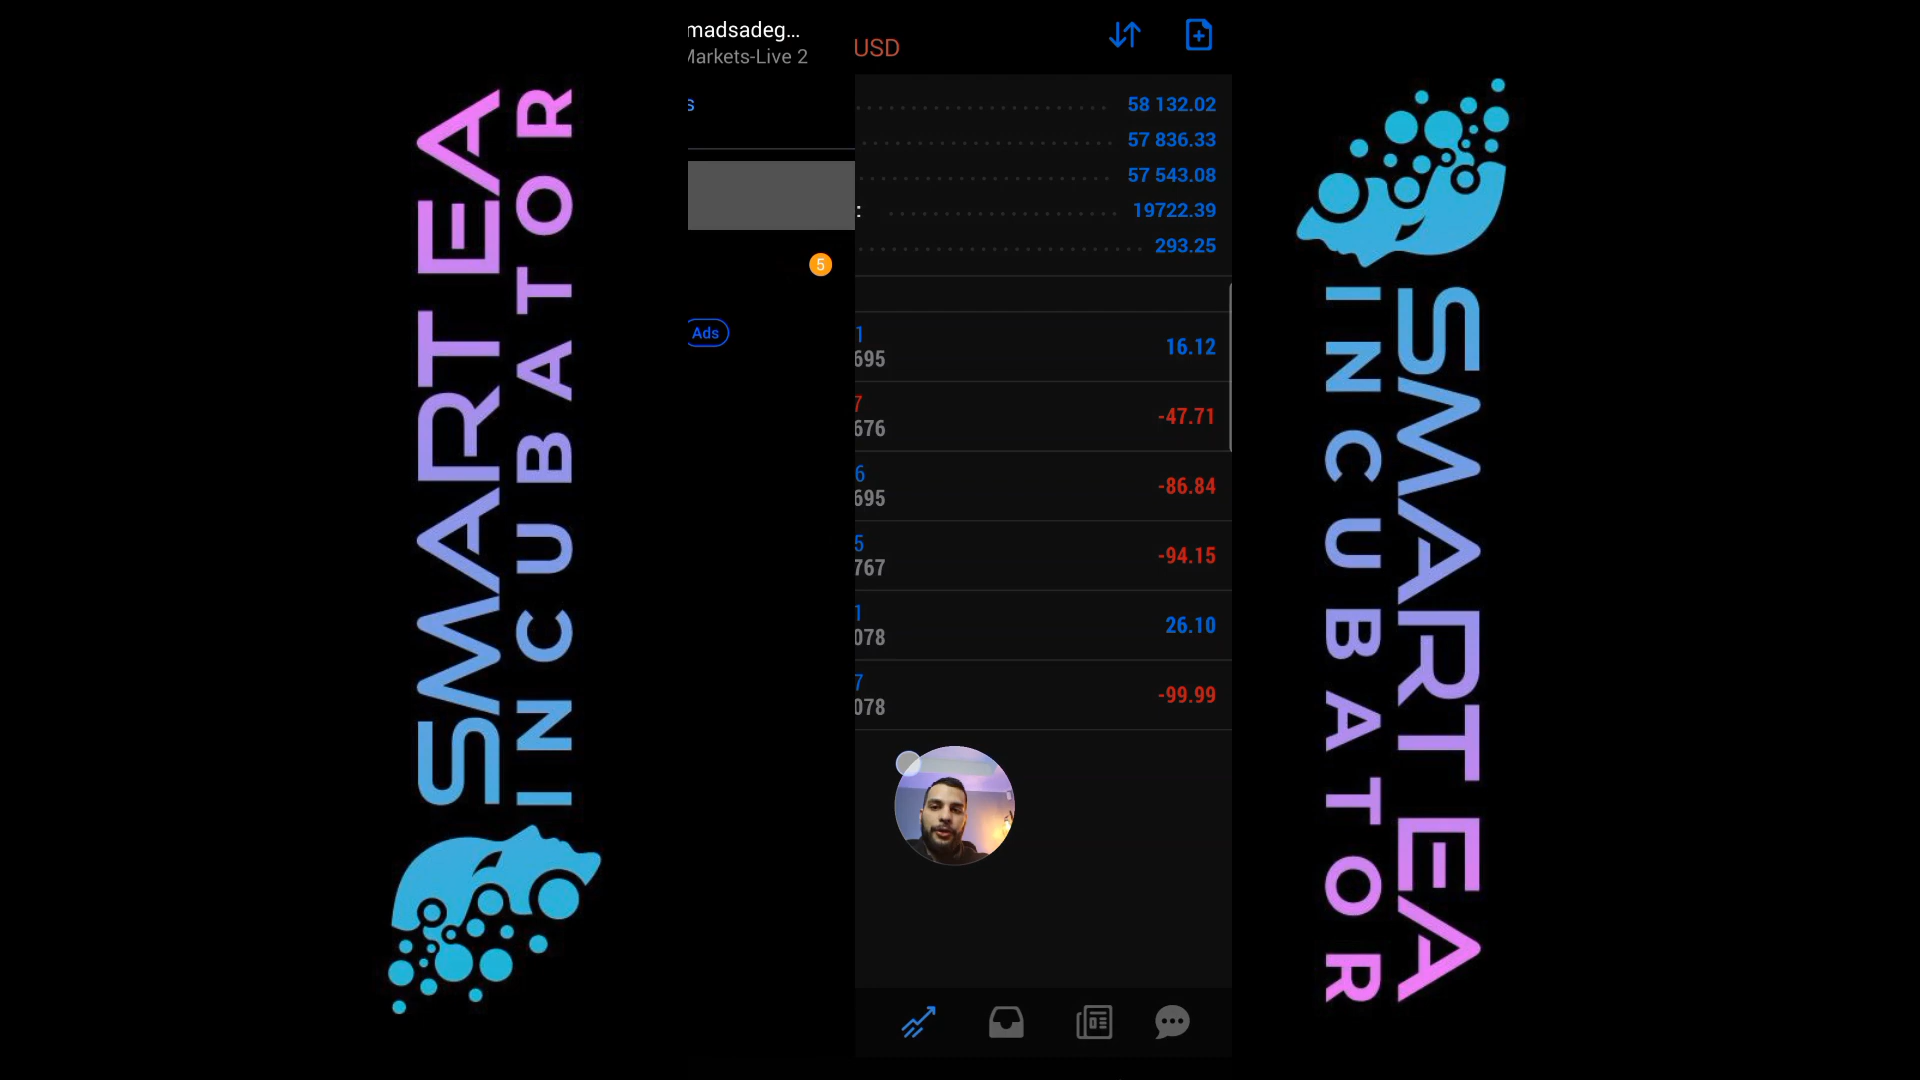 SMART EA
INCUBATOR
madsadeg...
Markets-Live 2
s
5
Ads
USD
58 132.02
57 836.33
57 543.08
: 19722.39
293.25
1
695 16.12
7
676 -47.71
6
695 -86.84
5
767 -94.15
1
078 26.10
7
078 -99.99
SMART EA
INCUBATOR